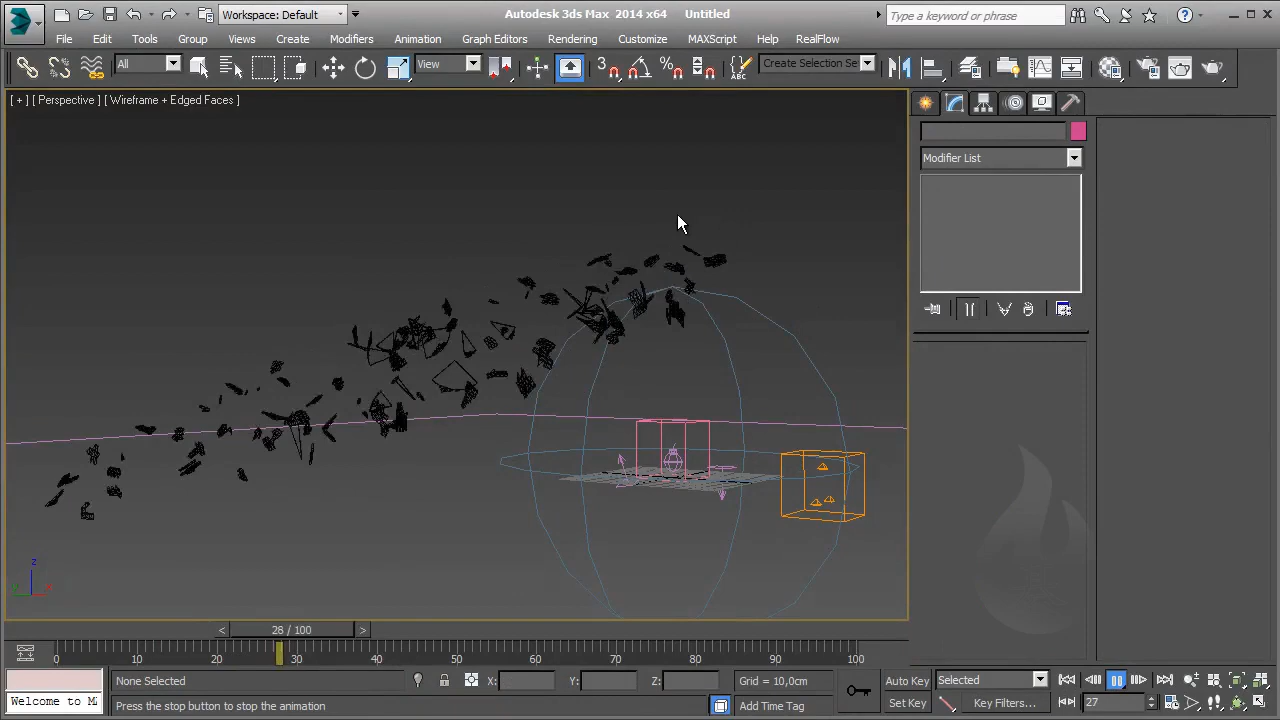 Workspace: Default
Autodesk 3ds Max 2014 x64 Untitled
Type a keyword or phrase
File Edit Tools Group Views Create Modifiers Animation Graph Editors Rendering Customize MAXScript Help RealFlow
All
View
3
Create Selection Se
[ + ] [ Perspective ] [ Wireframe + Edged Faces ]
Modifier List
z
x
< 28 / 100 >
0 10 20 30 40 50 60 70 80 90 100
None Selected
X:
Y:
Z:
Grid = 10,0cm
Auto Key
Selected
Welcome to M
Press the stop button to stop the animation
Add Time Tag
Set Key
Key Filters...
27